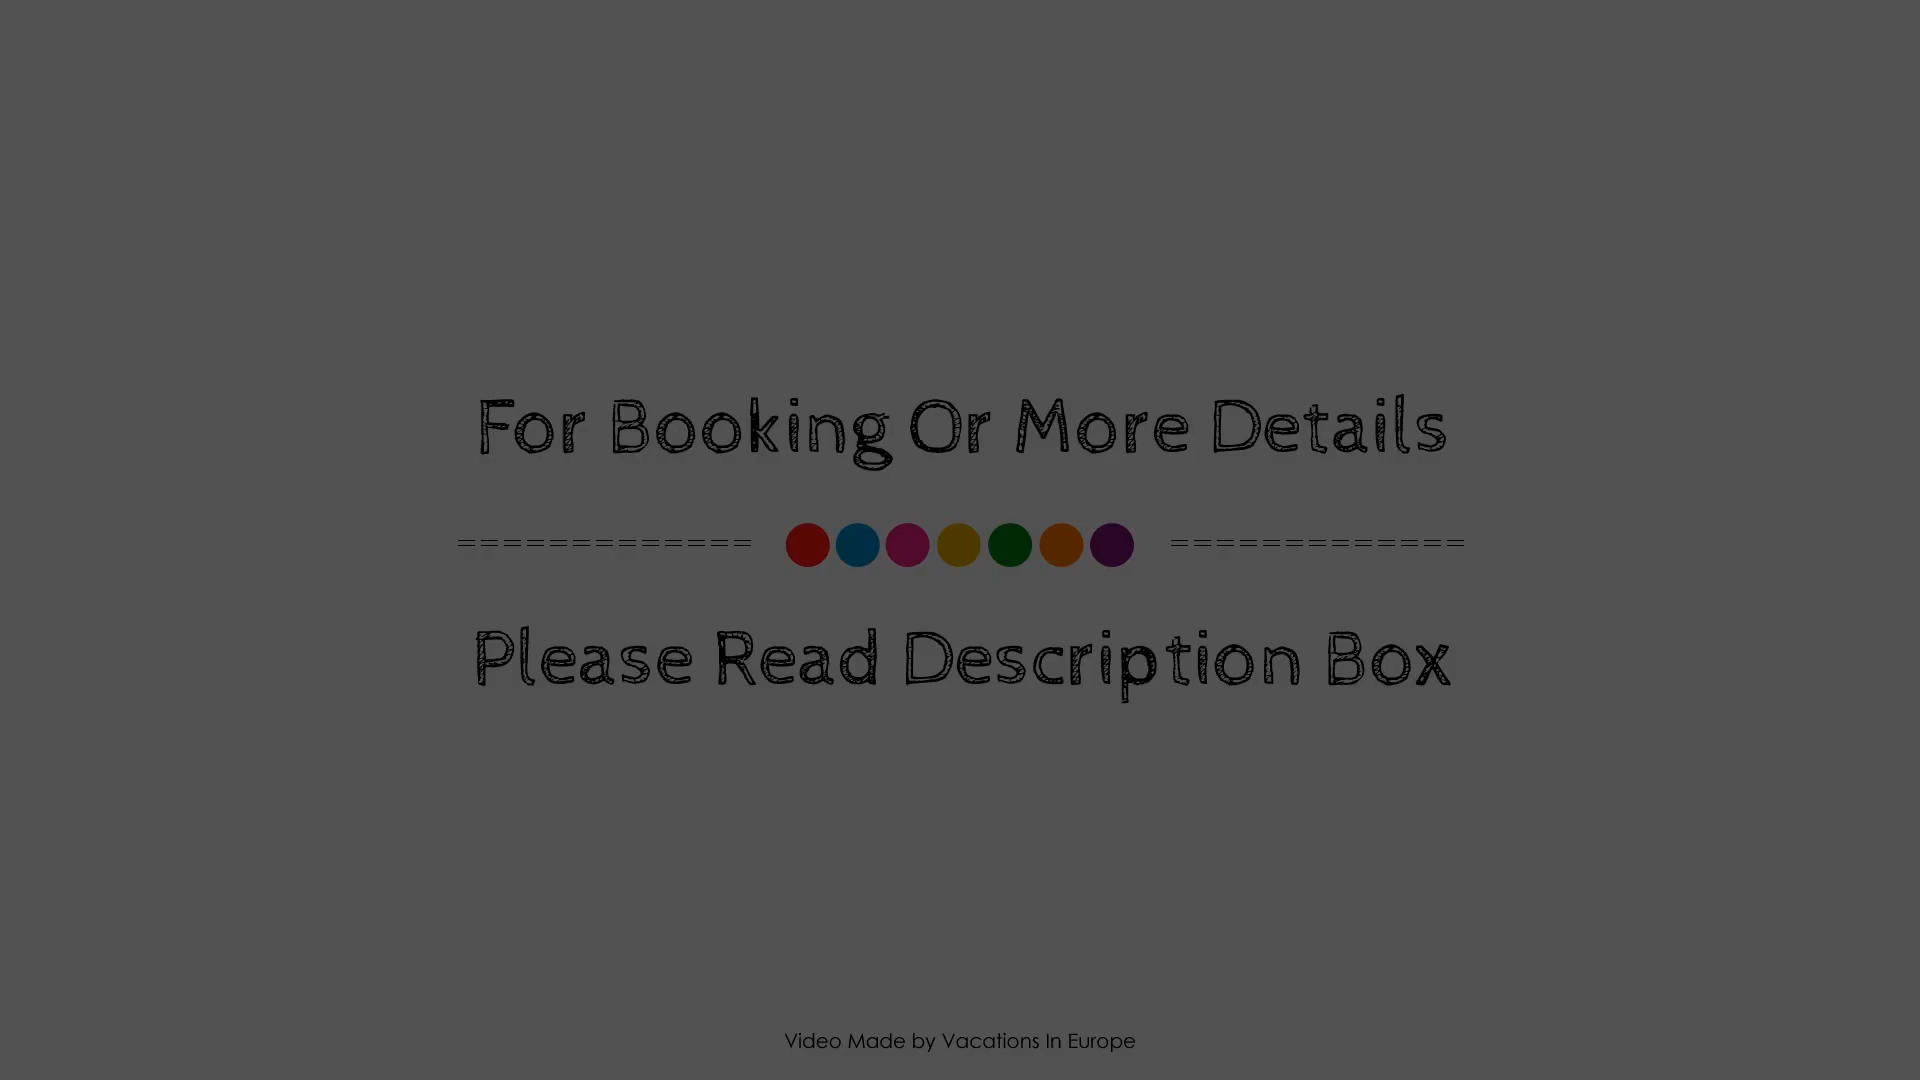 For Booking Or More Details
============= =============
Please Read Description Box
Video Made by Vacations In Europe